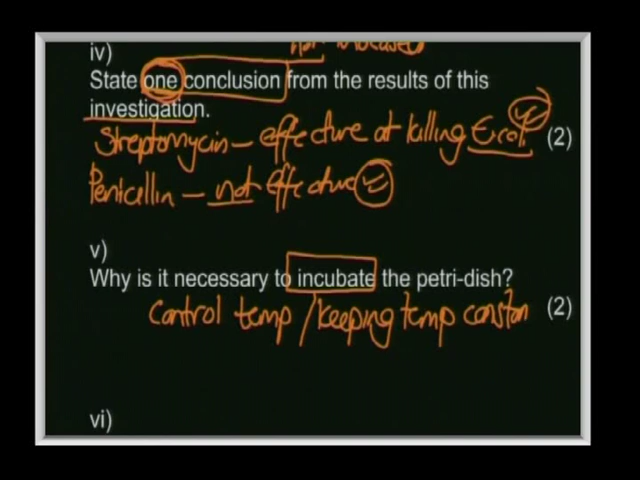 iv)
State one conclusion from the results of this
investigation.
Streptomycin – effective at killing E coli (2)
Penicillin – not effective
v)
Why is it necessary to incubate the petri-dish?
Control temp / keeping temp constan (2)
vi)